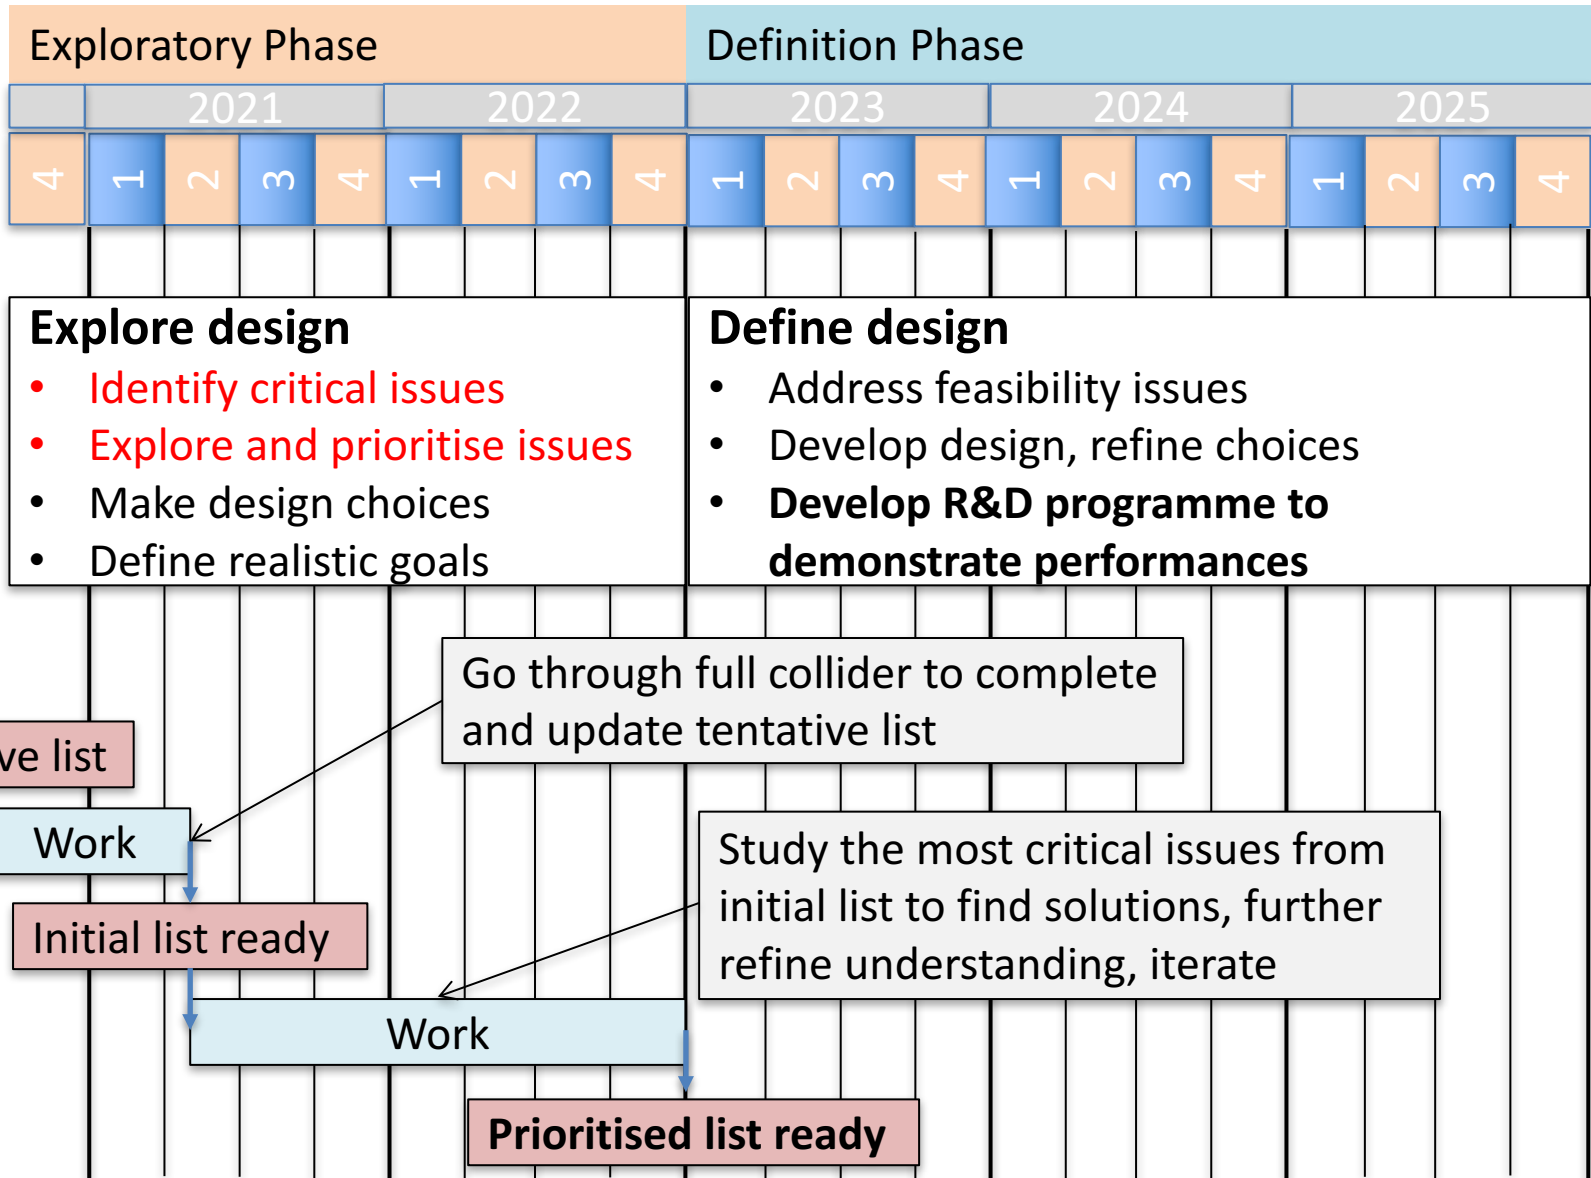 Exploratory Phase
Definition Phase
2021 2022 2023 2024 2025
4 1 2 3 4 1 2 3 4 1 2 3 4 1 2 3 4 1 2 3 4
Explore design
• Identify critical issues
• Explore and prioritise issues
• Make design choices
• Define realistic goals
Define design
• Address feasibility issues
• Develop design, refine choices
• Develop R&D programme to
demonstrate performances
Go through full collider to complete
and update tentative list
ve list
Work
Study the most critical issues from
initial list to find solutions, further
refine understanding, iterate
Initial list ready
Work
Prioritised list ready